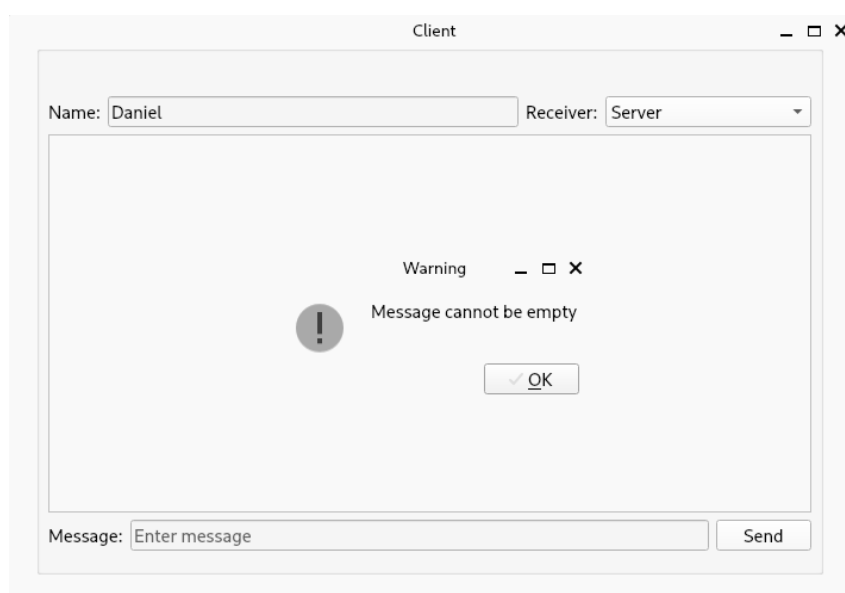 Client
Name: Daniel Receiver: Server
Warning
Message cannot be empty
OK
Message: Enter message Send